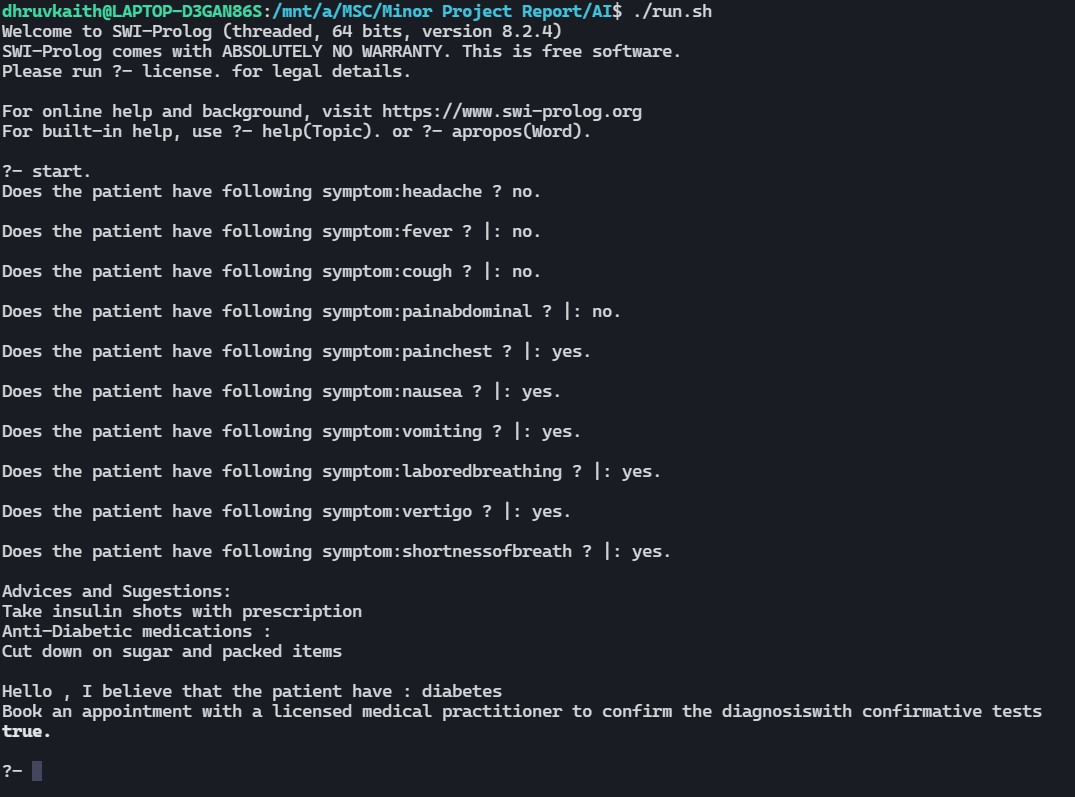 dhruvkaith@LAPTOP-D3GAN86S:/mnt/a/MSC/Minor Project Report/AI$ ./run.sh
Welcome to SWI-Prolog (threaded, 64 bits, version 8.2.4)
SWI-Prolog comes with ABSOLUTELY NO WARRANTY. This is free software.
Please run ?- license. for legal details.
For online help and background, visit https://www.swi-prolog.org
For built-in help, use ?- help(Topic). or ?- apropos(Word).
?- start.
Does the patient have following symptom:headache ? no.
Does the patient have following symptom:fever ? |: no.
Does the patient have following symptom:cough ? |: no.
Does the patient have following symptom:painabdominal ? |: no.
Does the patient have following symptom:painchest ? |: yes.
Does the patient have following symptom:nausea ? |: yes.
Does the patient have following symptom:vomiting ? |: yes.
Does the patient have following symptom:laboredbreathing ? |: yes.
Does the patient have following symptom:vertigo ? |: yes.
Does the patient have following symptom:shortnessofbreath ? |: yes.
Advices and Sugestions:
Take insulin shots with prescription
Anti-Diabetic medications :
Cut down on sugar and packed items
Hello , I believe that the patient have : diabetes
Book an appointment with a licensed medical practitioner to confirm the diagnosiswith confirmative tests
true.
?-